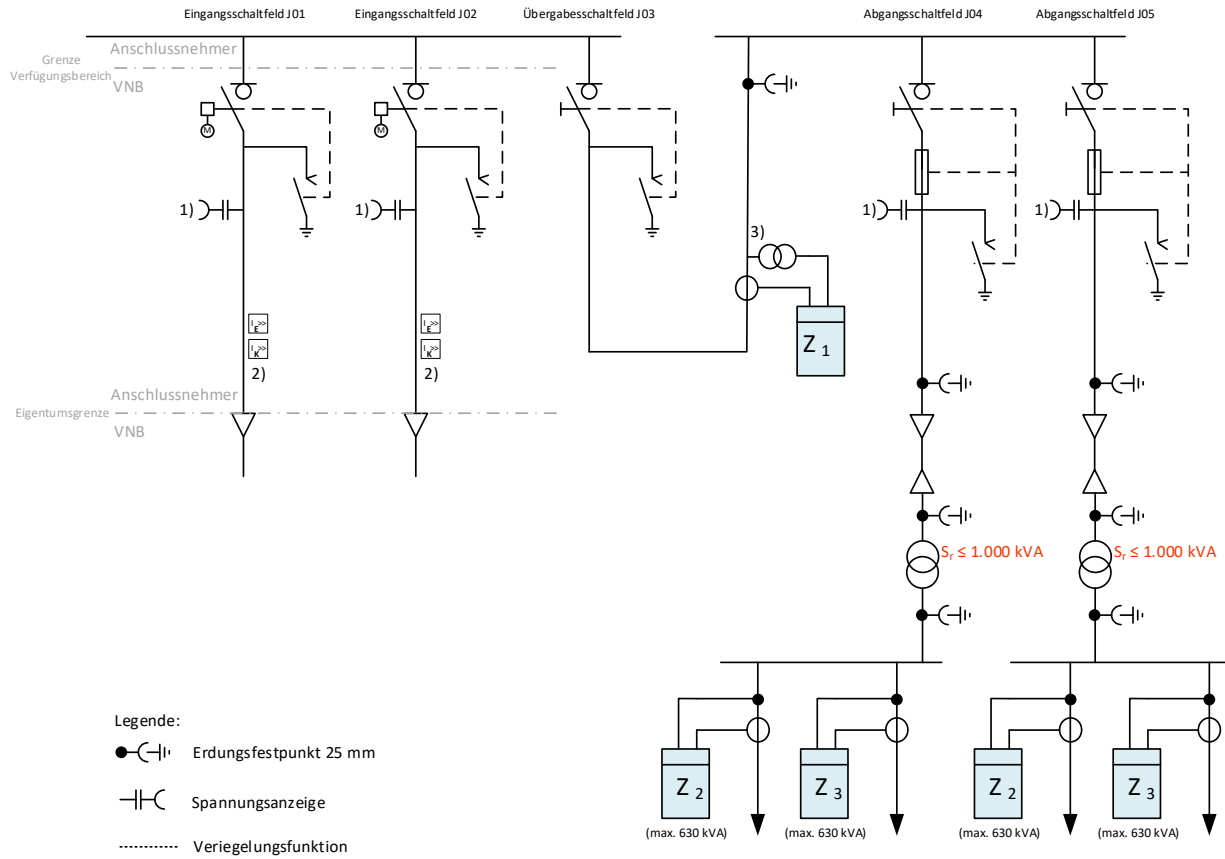 Eingangsschaltfeld J01
Eingangsschaltfeld J02
Übergabesschaltfeld J03
Abgangsschaltfeld J04
Abgangsschaltfeld J05
Anschlussnehmer
Grenze
Verfügungsbereich
VNB
M
M
1)
1)
1)
1)
3)
Z 1
I E >>
I K >>
2)
I E >>
I K >>
2)
Anschlussnehmer
Eigentumsgrenze
VNB
Sr ≤ 1.000 kVA
Sr ≤ 1.000 kVA
Z 2
Z 3
Z 2
Z 3
(max. 630 kVA)
(max. 630 kVA)
(max. 630 kVA)
(max. 630 kVA)
Legende:
Erdungsfestpunkt 25 mm
Spannungsanzeige
Veriegelungsfunktion